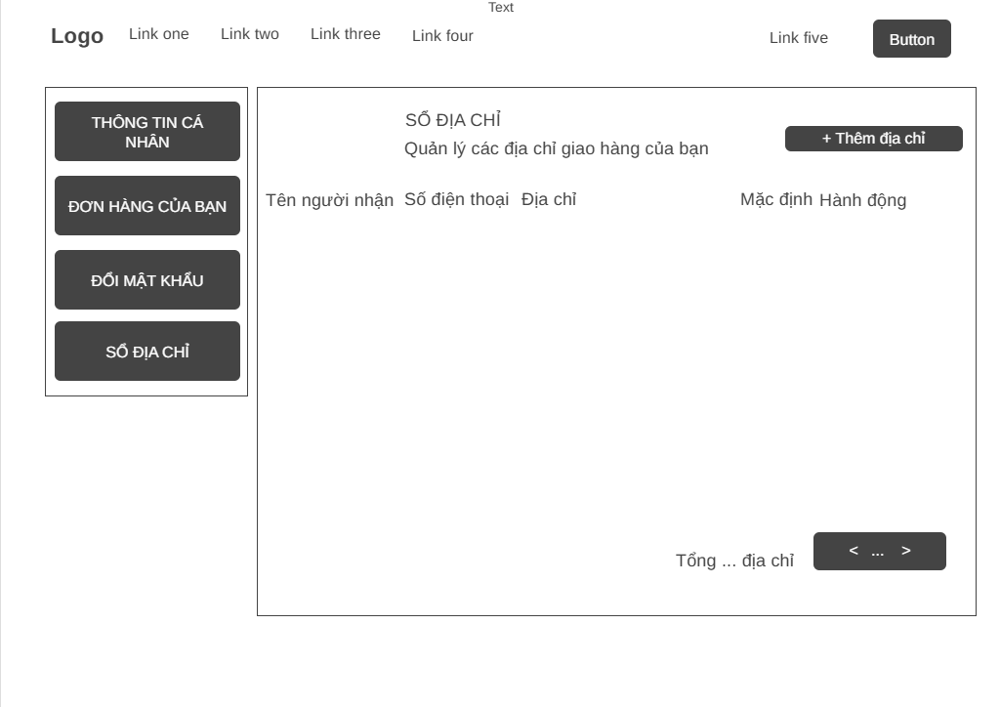 Text
Logo Link one Link two Link three Link four Link five Button
THÔNG TIN CÁ
NHÂN
ĐƠN HÀNG CỦA BẠN
ĐỔI MẬT KHẨU
SỔ ĐỊA CHỈ
SỔ ĐỊA CHỈ
Quản lý các địa chỉ giao hàng của bạn
+ Thêm địa chỉ
Tên người nhận Số điện thoại Địa chỉ Mặc định Hành động
Tổng ... địa chỉ < ... >